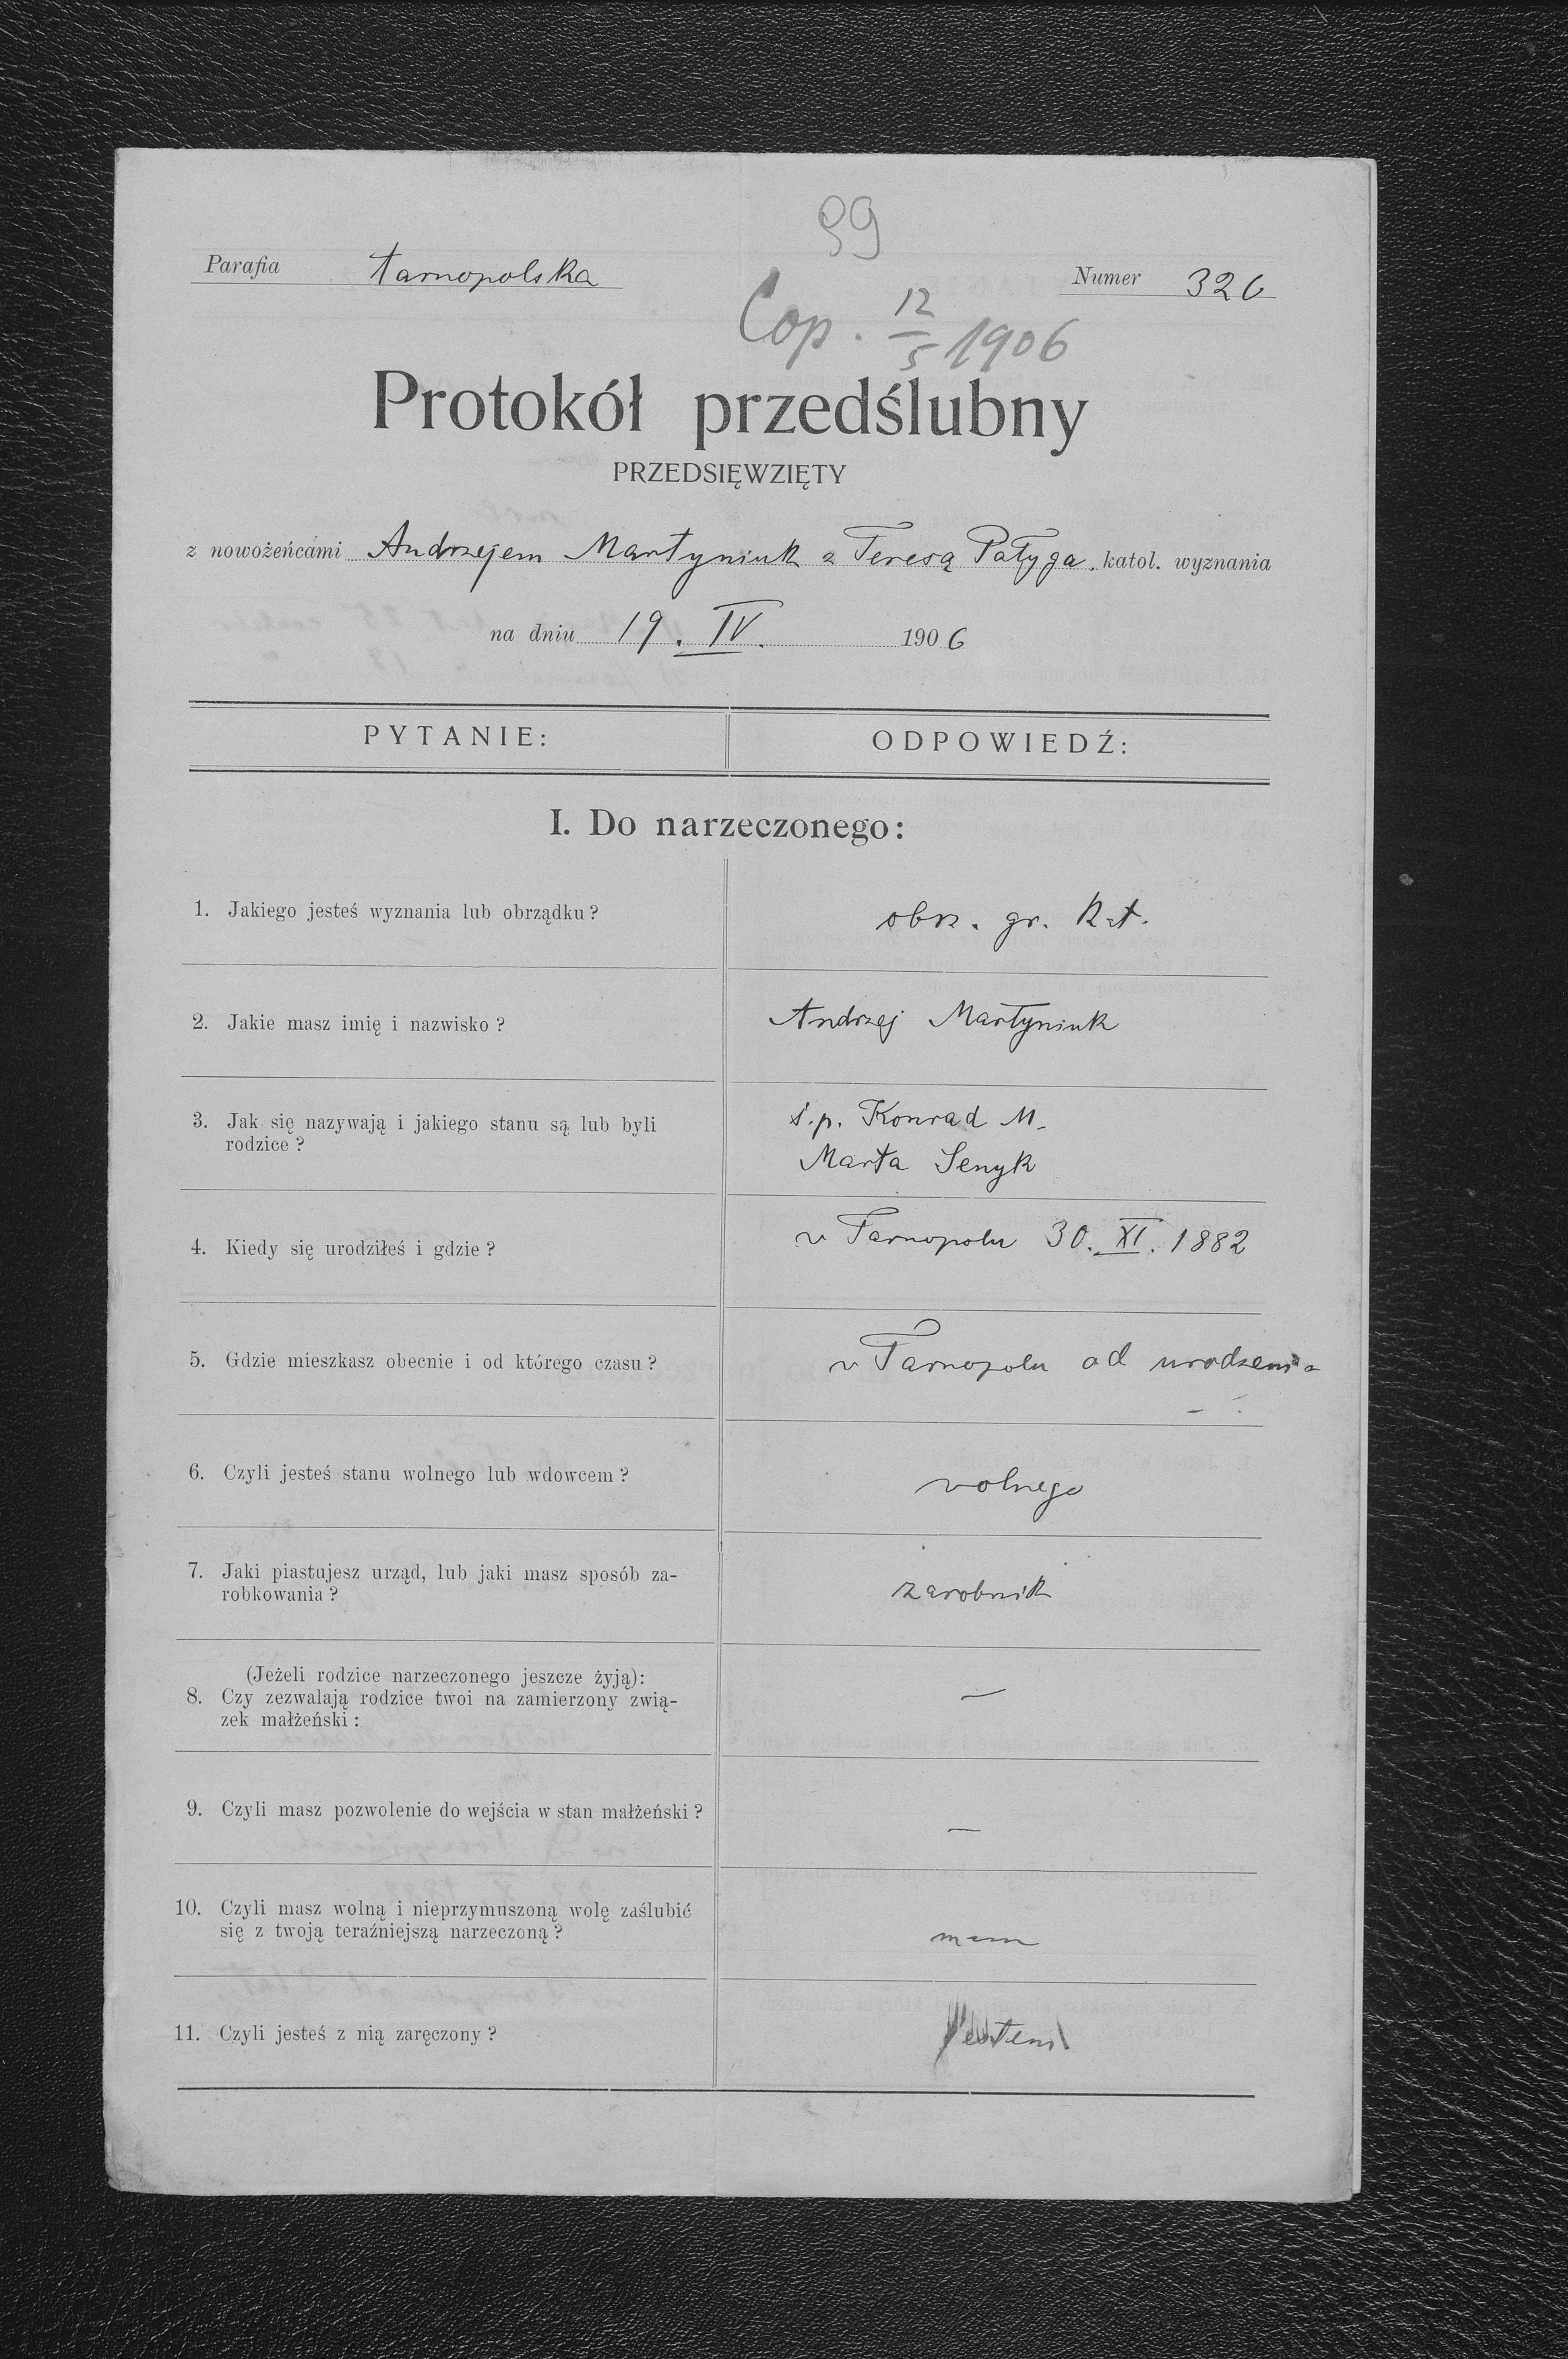 99
Parafia tarnopolska Numer 326
Cop. 12/5 1906
Protokół przedślubny
PRZEDSIĘWZIĘTY
z nowożeńcami Andrzejem Martyniuk a Teresą Pałyga, katol. wyznania
na dniu 19. IV. 1906
PYTANIE: ODPOWIEDŹ:
I. Do narzeczonego:
1. Jakiego jesteś wyznania lub obrządku? obrz. gr. kat.
2. Jakie masz imię i nazwisko? Andrzej Martyniuk
3. Jak się nazywają i jakiego stanu są lub byli
rodzice?
ś.p. Konrad M.
Marta Senyk
4. Kiedy się urodziłeś i gdzie? w Tarnopolu 30. XI. 1882
5. Gdzie mieszkasz obecnie i od którego czasu? w Tarnopolu od urodzenia
6. Czyli jesteś stanu wolnego lub wdowcem? wolnego
7. Jaki piastujesz urząd, lub jaki masz sposób za-
robkowania?
zarobnik
(Jeżeli rodzice narzeczonego jeszcze żyją):
8. Czy zezwalają rodzice twoi na zamierzony zwią-
zek małżeński:
—
9. Czyli masz pozwolenie do wejścia w stan małżeński? —
10. Czyli masz wolną i nieprzymuszoną wolę zaślubić
się z twoją teraźniejszą narzeczoną?
mam
11. Czyli jesteś z nią zaręczony? jestem